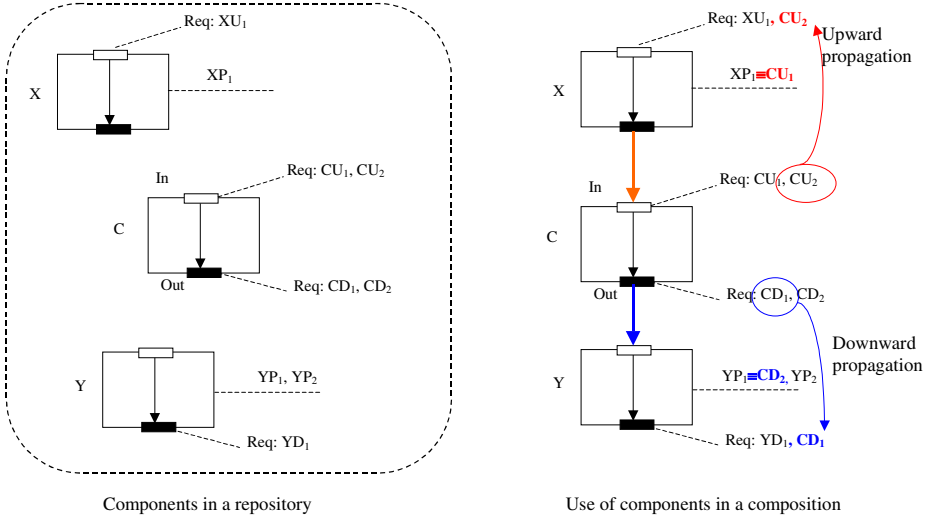 Req: XU1
XP1
X
In
Req: CU1, CU2
C
Out
Req: CD1, CD2
YP1, YP2
Y
Req: YD1
Components in a repository
Req: XU1, CU2
Upward
propagation
XP1≡CU1
X
In
Req: CU1, CU2
C
Out
Req: CD1, CD2
Downward
propagation
YP1≡CD2, YP2
Y
Req: YD1, CD1
Use of components in a composition